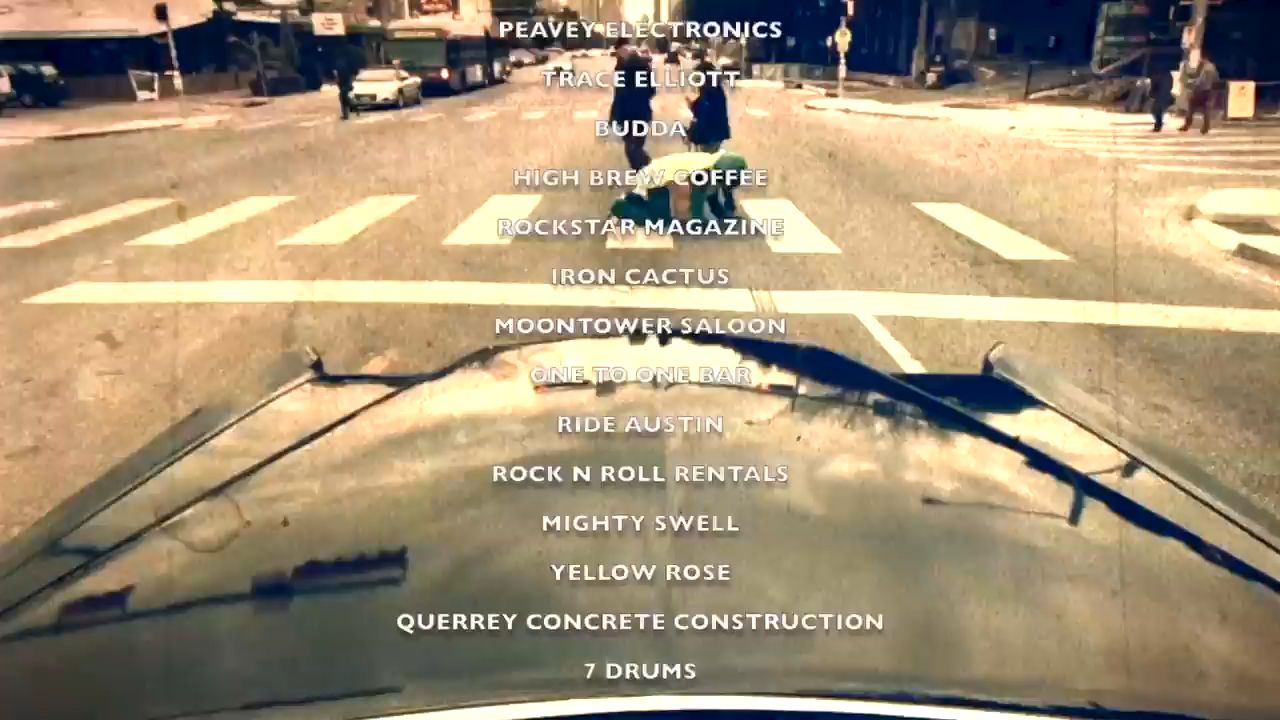 PEAVEY ELECTRONICS
TRACE ELLIOTT
BUDDA
HIGH BREW COFFEE
ROCKSTAR MAGAZINE
IRON CACTUS
MOONTOWER SALOON
ONE TO ONE BAR
RIDE AUSTIN
ROCK N ROLL RENTALS
MIGHTY SWELL
YELLOW ROSE
QUERREY CONCRETE CONSTRUCTION
7 DRUMS